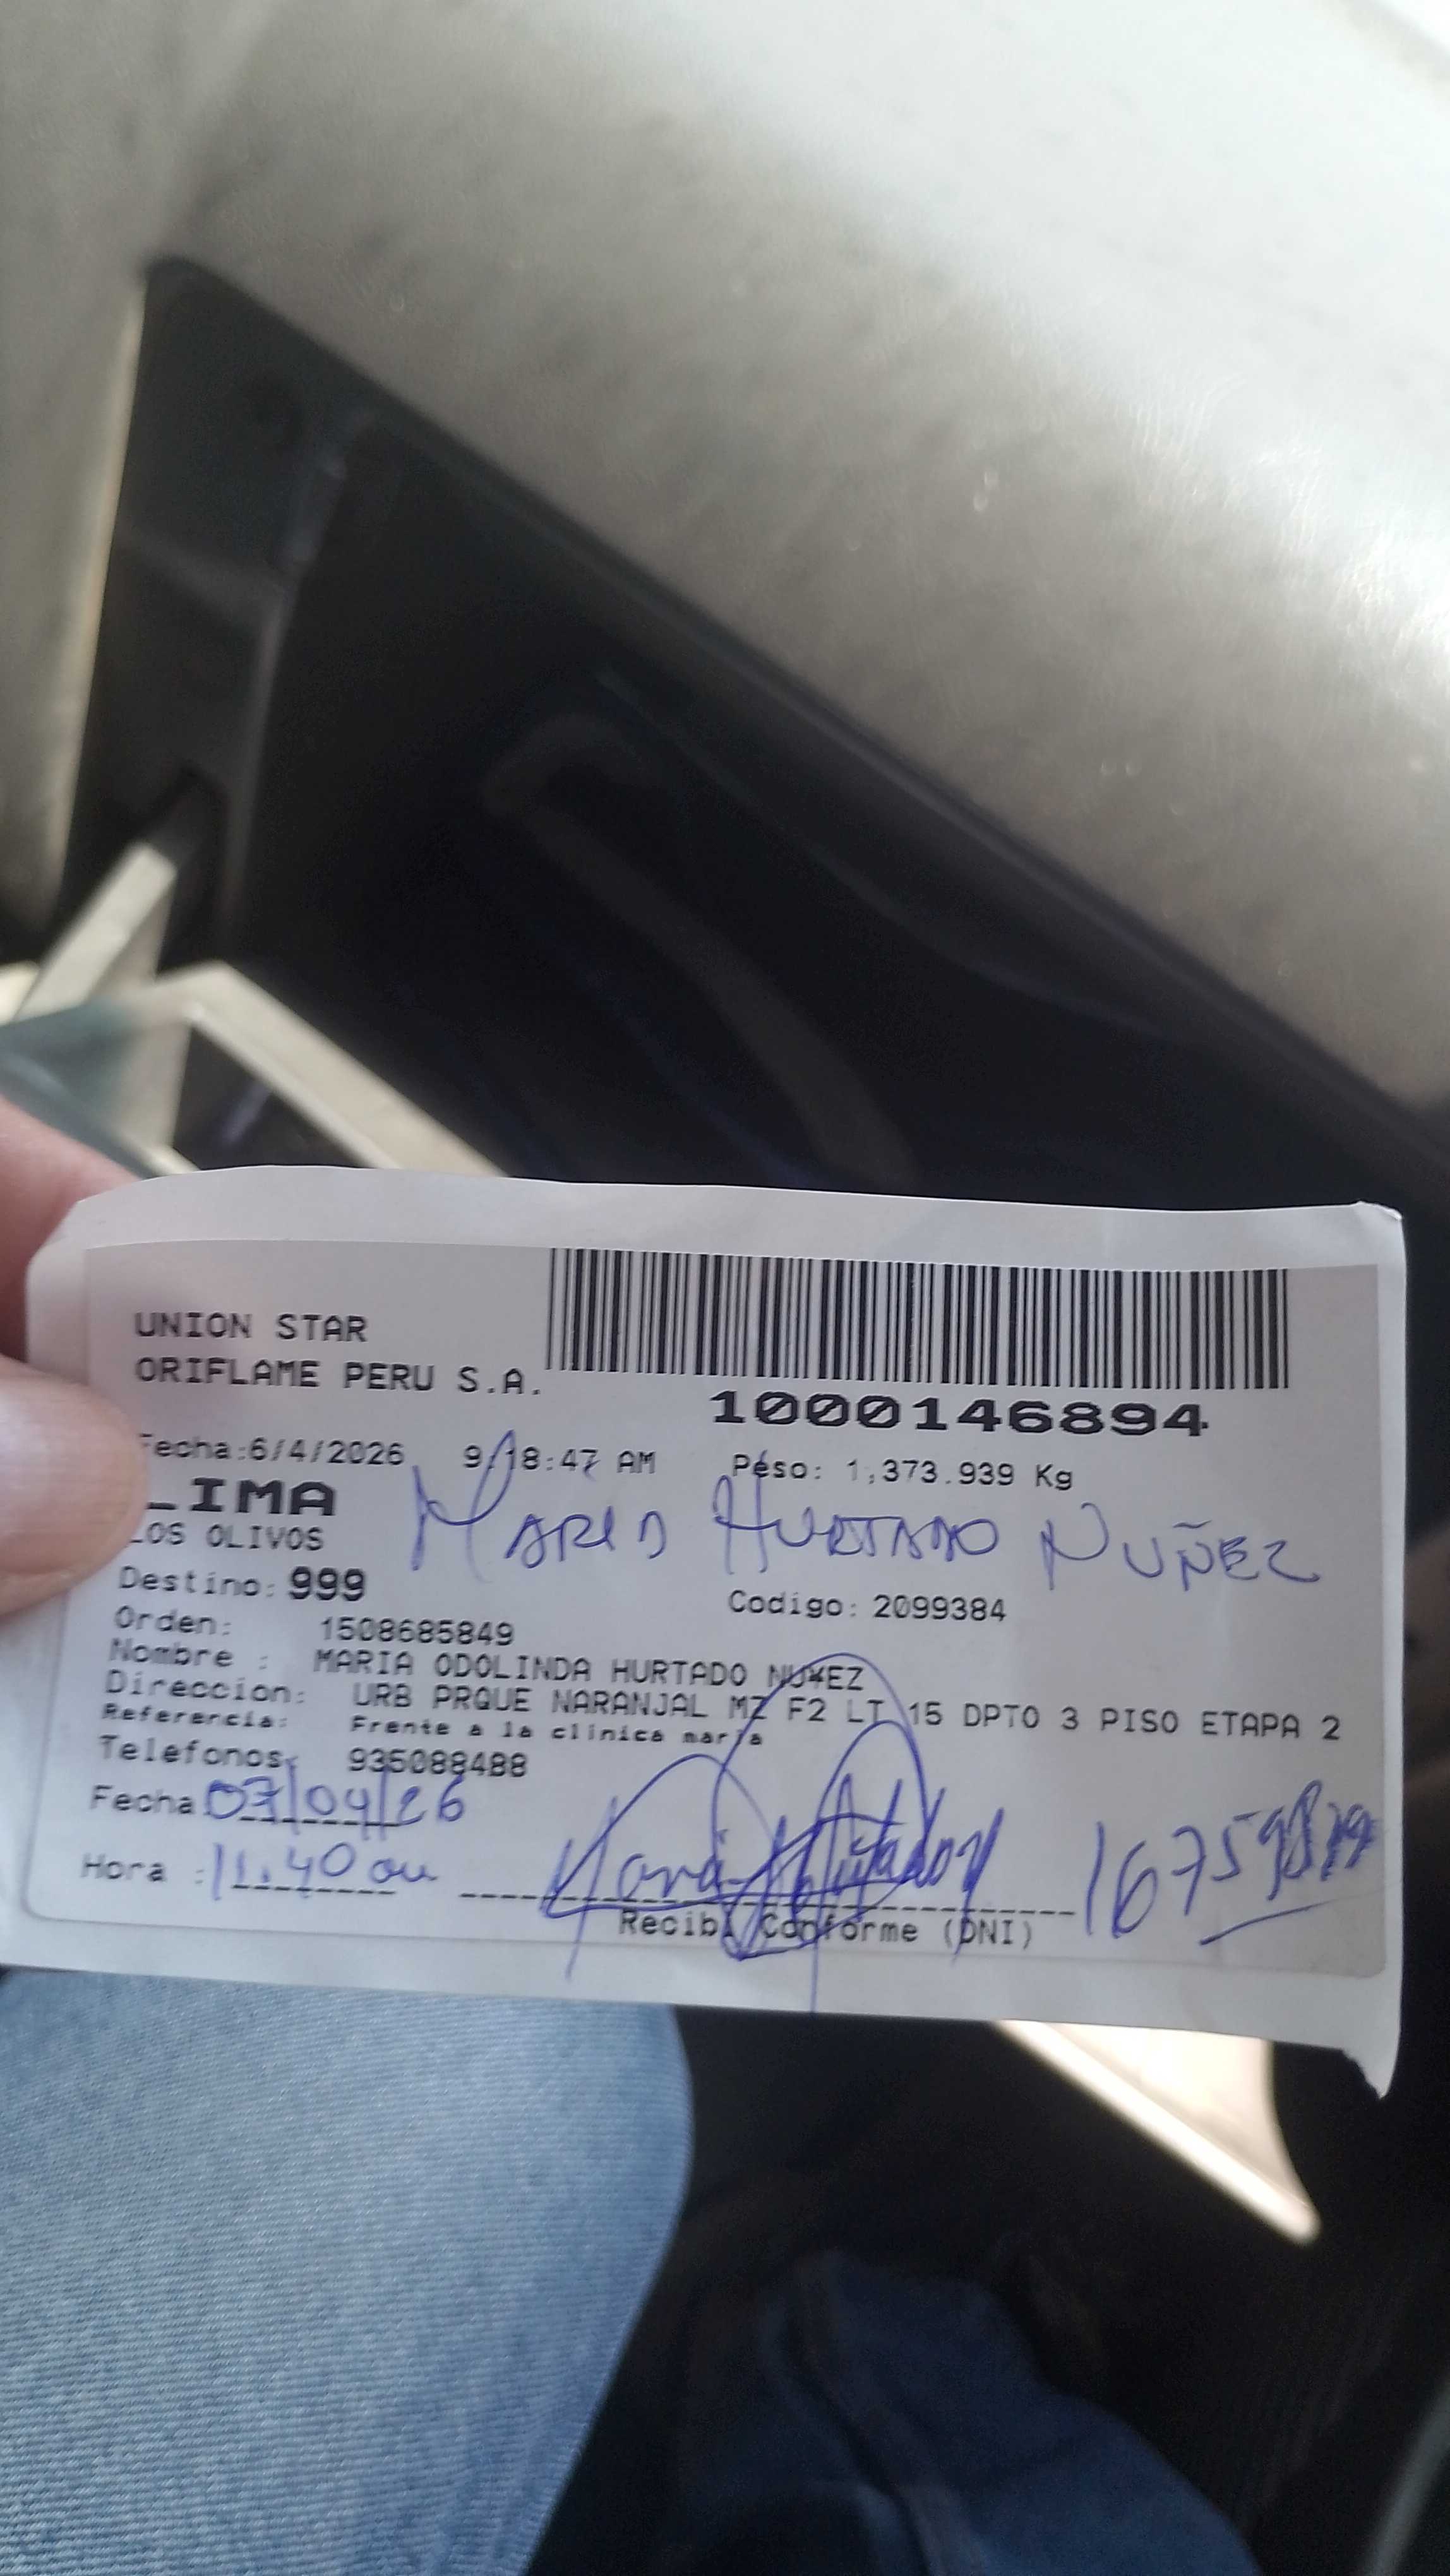 UNION STAR
ORIFLAME PERU S.A.
1000146894
Fecha:6/4/2026 9:18:47 AM Peso: 1,373.939 Kg
LIMA
MARIA HURTADO NUÑEZ
LOS OLIVOS
Destino: 999
Codigo: 2099384
Orden: 1508685849
Nombre : MARIA ODOLINDA HURTADO NU¥EZ
Direccion: URB PRQUE NARANJAL MZ F2 LT 15 DPTO 3 PISO ETAPA 2
Referencia: Frente a la clinica maria
Telefonos: 935088488
Fecha 07/04/26
Hora : 11.40 am
Recibi Conforme (DNI)